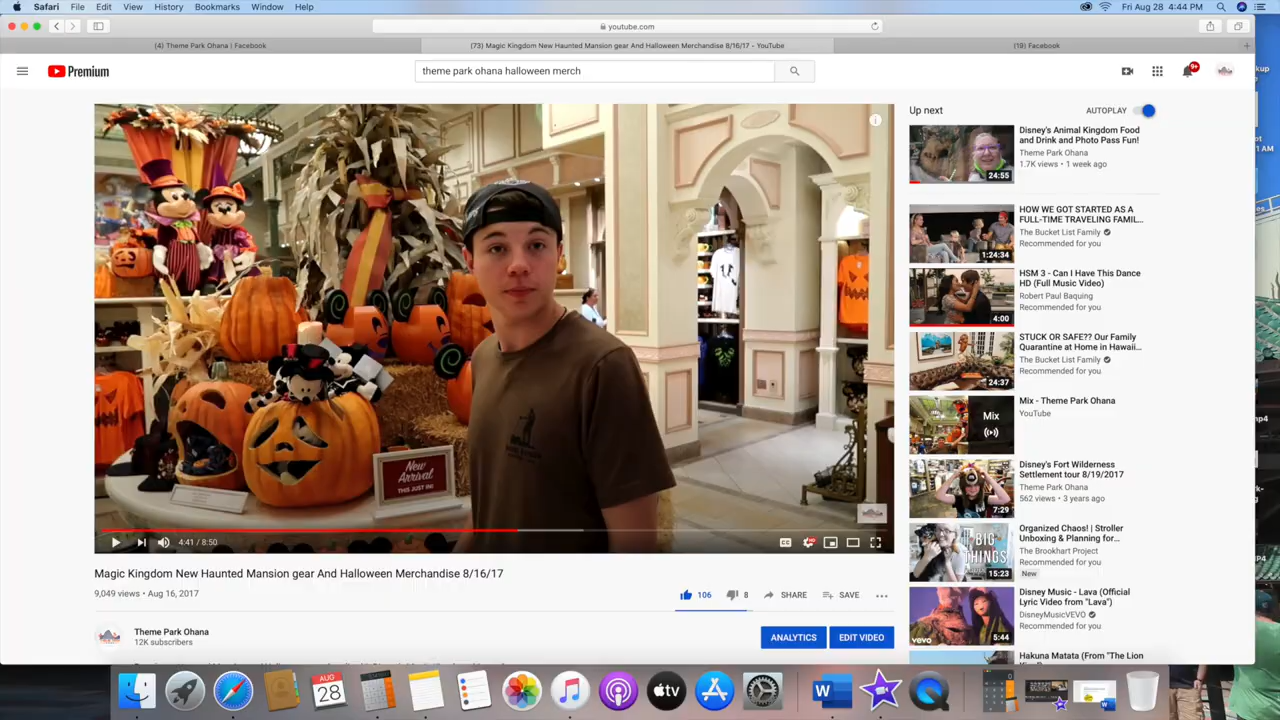 Safari File Edit View History Bookmarks Window Help
Fri Aug 28 4:44 PM
youtube.com
(4) Theme Park Ohana | Facebook
(73) Magic Kingdom New Haunted Mansion gear And Halloween Merchandise 8/16/17 - YouTube
(19) Facebook
Premium
theme park ohana halloween merch
9+
Up next
AUTOPLAY
Disney's Animal Kingdom Food
and Drink and Photo Pass Fun!
Theme Park Ohana
1.7K views • 1 week ago
24:55
HOW WE GOT STARTED AS A
FULL-TIME TRAVELING FAMIL...
The Bucket List Family
Recommended for you
1:24:34
HSM 3 - Can I Have This Dance
HD (Full Music Video)
Robert Paul Baquing
Recommended for you
4:00
STUCK OR SAFE?? Our Family
Quarantine at Home in Hawaii...
The Bucket List Family
Recommended for you
24:37
Mix - Theme Park Ohana
YouTube
Mix
Disney's Fort Wilderness
Settlement tour 8/19/2017
Theme Park Ohana
562 views • 3 years ago
7:29
Organized Chaos! | Stroller
Unboxing & Planning for...
The Brookhart Project
Recommended for you
New
BIG
THINGS
15:23
Disney Music - Lava (Official
Lyric Video from "Lava")
DisneyMusicVEVO
Recommended for you
vevo
5:44
Hakuna Matata (From "The Lion
New
Arrival
THIS JUST IN!
4:41 / 8:50
CC
HD
Magic Kingdom New Haunted Mansion gear And Halloween Merchandise 8/16/17
9,049 views • Aug 16, 2017
106
8
SHARE
SAVE
Theme Park Ohana
12K subscribers
ANALYTICS
EDIT VIDEO
AUG
28
tv
W